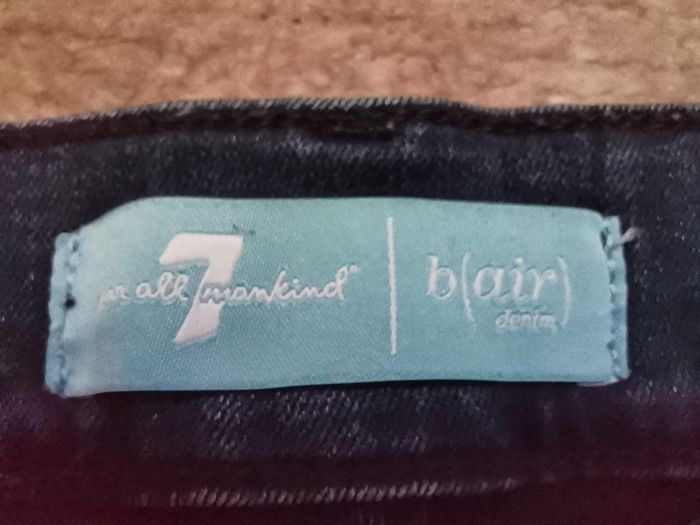 7
for all mankind®
b(air)
denim